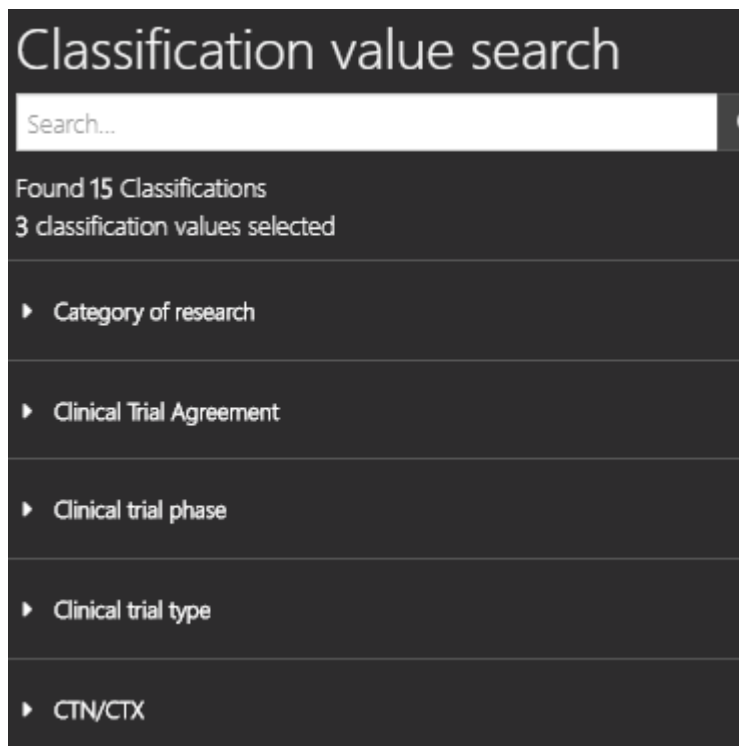 Classification value search
Search...
Found 15 Classifications
3 classification values selected
Category of research
Clinical Trial Agreement
Clinical trial phase
Clinical trial type
CTN/CTX